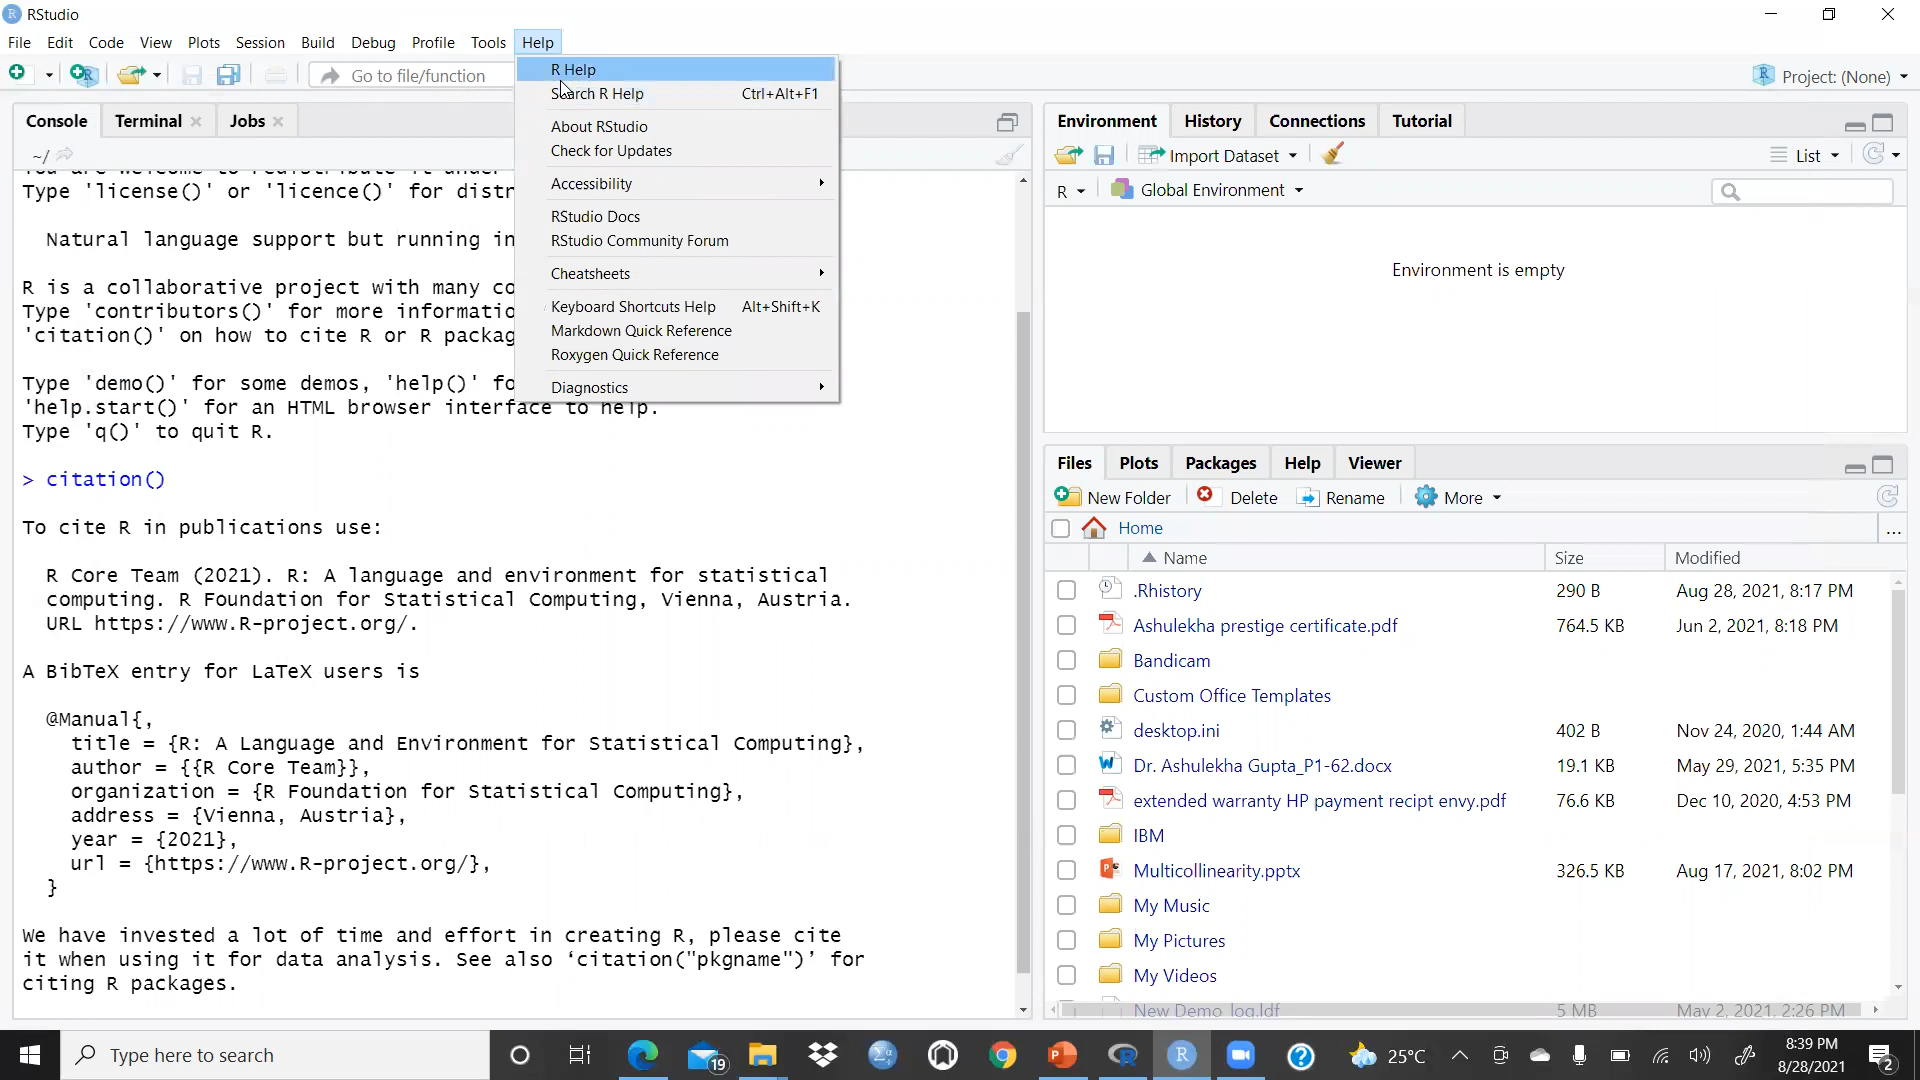 RStudio
File Edit Code View Plots Session Build Debug Profile Tools Help
Go to file/function
Project: (None)
R Help
Search R Help Ctrl+Alt+F1
About RStudio
Check for Updates
Accessibility
RStudio Docs
RStudio Community Forum
Cheatsheets
Keyboard Shortcuts Help Alt+Shift+K
Markdown Quick Reference
Roxygen Quick Reference
Diagnostics
Console Terminal Jobs
~/
Type 'license()' or 'licence()' for distr
Natural language support but running in
R is a collaborative project with many co
Type 'contributors()' for more informatio
'citation()' on how to cite R or R packag
Type 'demo()' for some demos, 'help()' fo
'help.start()' for an HTML browser interface to help.
Type 'q()' to quit R.
> citation()
To cite R in publications use:
R Core Team (2021). R: A language and environment for statistical
computing. R Foundation for Statistical Computing, Vienna, Austria.
URL https://www.R-project.org/.
A BibTeX entry for LaTeX users is
@Manual{,
title = {R: A Language and Environment for Statistical Computing},
author = {{R Core Team}},
organization = {R Foundation for Statistical Computing},
address = {Vienna, Austria},
year = {2021},
url = {https://www.R-project.org/},
}
We have invested a lot of time and effort in creating R, please cite
it when using it for data analysis. See also ‘citation("pkgname")’ for
citing R packages.
Environment History Connections Tutorial
Import Dataset List
R Global Environment
Environment is empty
Files Plots Packages Help Viewer
New Folder Delete Rename More
Home ...
Name Size Modified
.Rhistory 290 B Aug 28, 2021, 8:17 PM
Ashulekha prestige certificate.pdf 764.5 KB Jun 2, 2021, 8:18 PM
Bandicam
Custom Office Templates
desktop.ini 402 B Nov 24, 2020, 1:44 AM
Dr. Ashulekha Gupta_P1-62.docx 19.1 KB May 29, 2021, 5:35 PM
extended warranty HP payment recipt envy.pdf 76.6 KB Dec 10, 2020, 4:53 PM
IBM
Multicollinearity.pptx 326.5 KB Aug 17, 2021, 8:02 PM
My Music
My Pictures
My Videos
New Demo_log.ldf 5 MB May 2, 2021, 2:26 PM
Type here to search
19
25°C
8:39 PM
8/28/2021
2